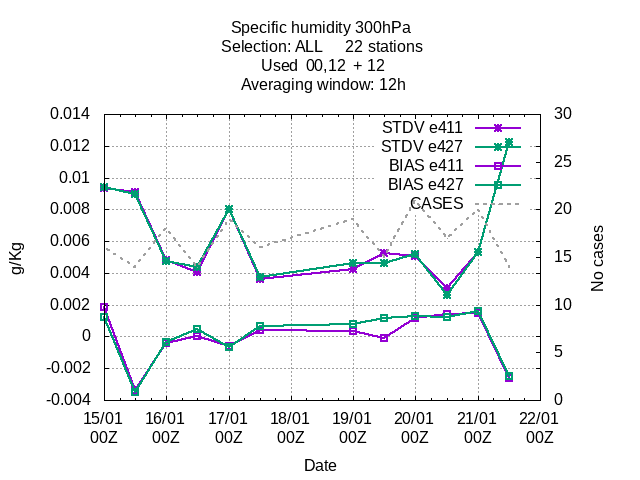 Specific humidity 300hPa
Selection: ALL     22 stations
Used  00,12  + 12
Averaging window: 12h
0.014
0.012
0.01
0.008
0.006
0.004
0.002
0
-0.002
-0.004
g/Kg
STDV e411
STDV e427
BIAS e411
BIAS e427
CASES
30
25
20
15
10
5
0
No cases
15/01 16/01 17/01 18/01 19/01 20/01 21/01 22/01
00Z 00Z 00Z 00Z 00Z 00Z 00Z 00Z
Date